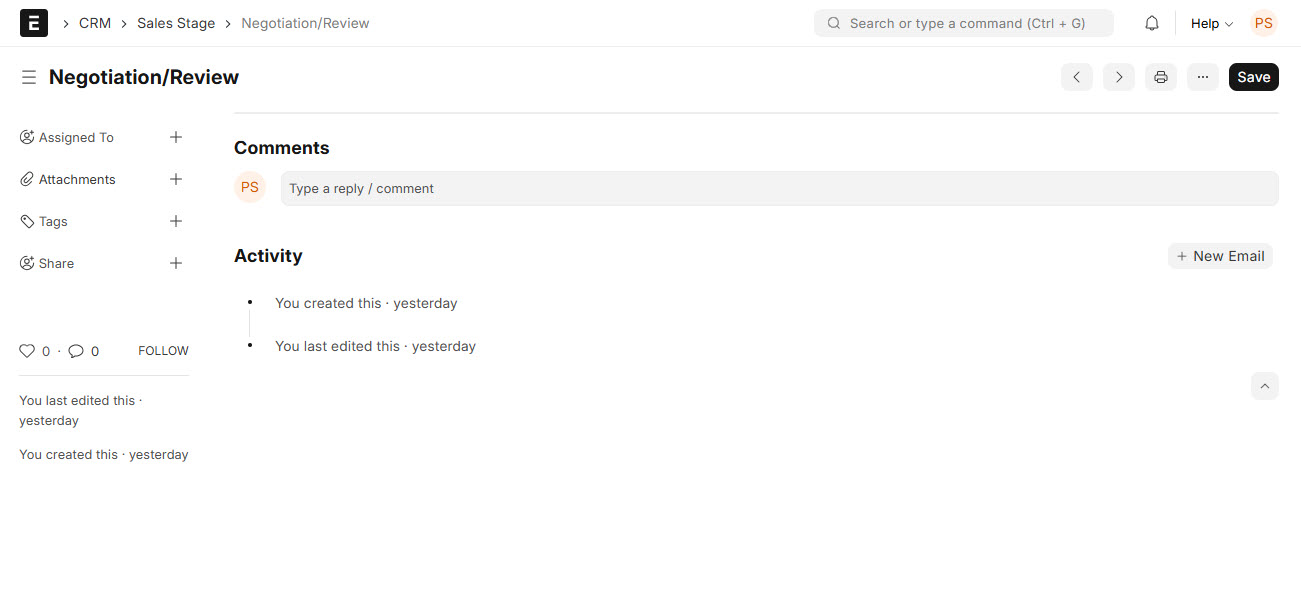 E CRM Sales Stage Negotiation/Review Search or type a command (Ctrl + G) Help PS
Negotiation/Review Save
Assigned To
Attachments
Tags
Share
0 · 0 FOLLOW
You last edited this ·
yesterday
You created this · yesterday
Comments
PS Type a reply / comment
Activity + New Email
You created this · yesterday
You last edited this · yesterday